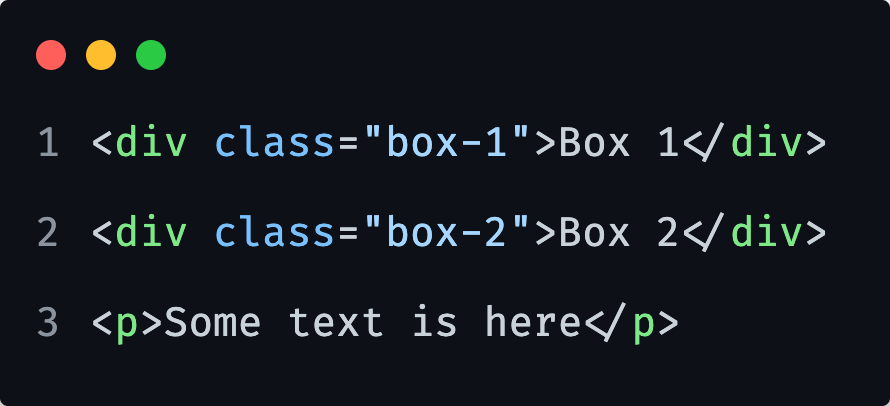 1 <div class="box-1">Box 1</div>
2 <div class="box-2">Box 2</div>
3 <p>Some text is here</p>